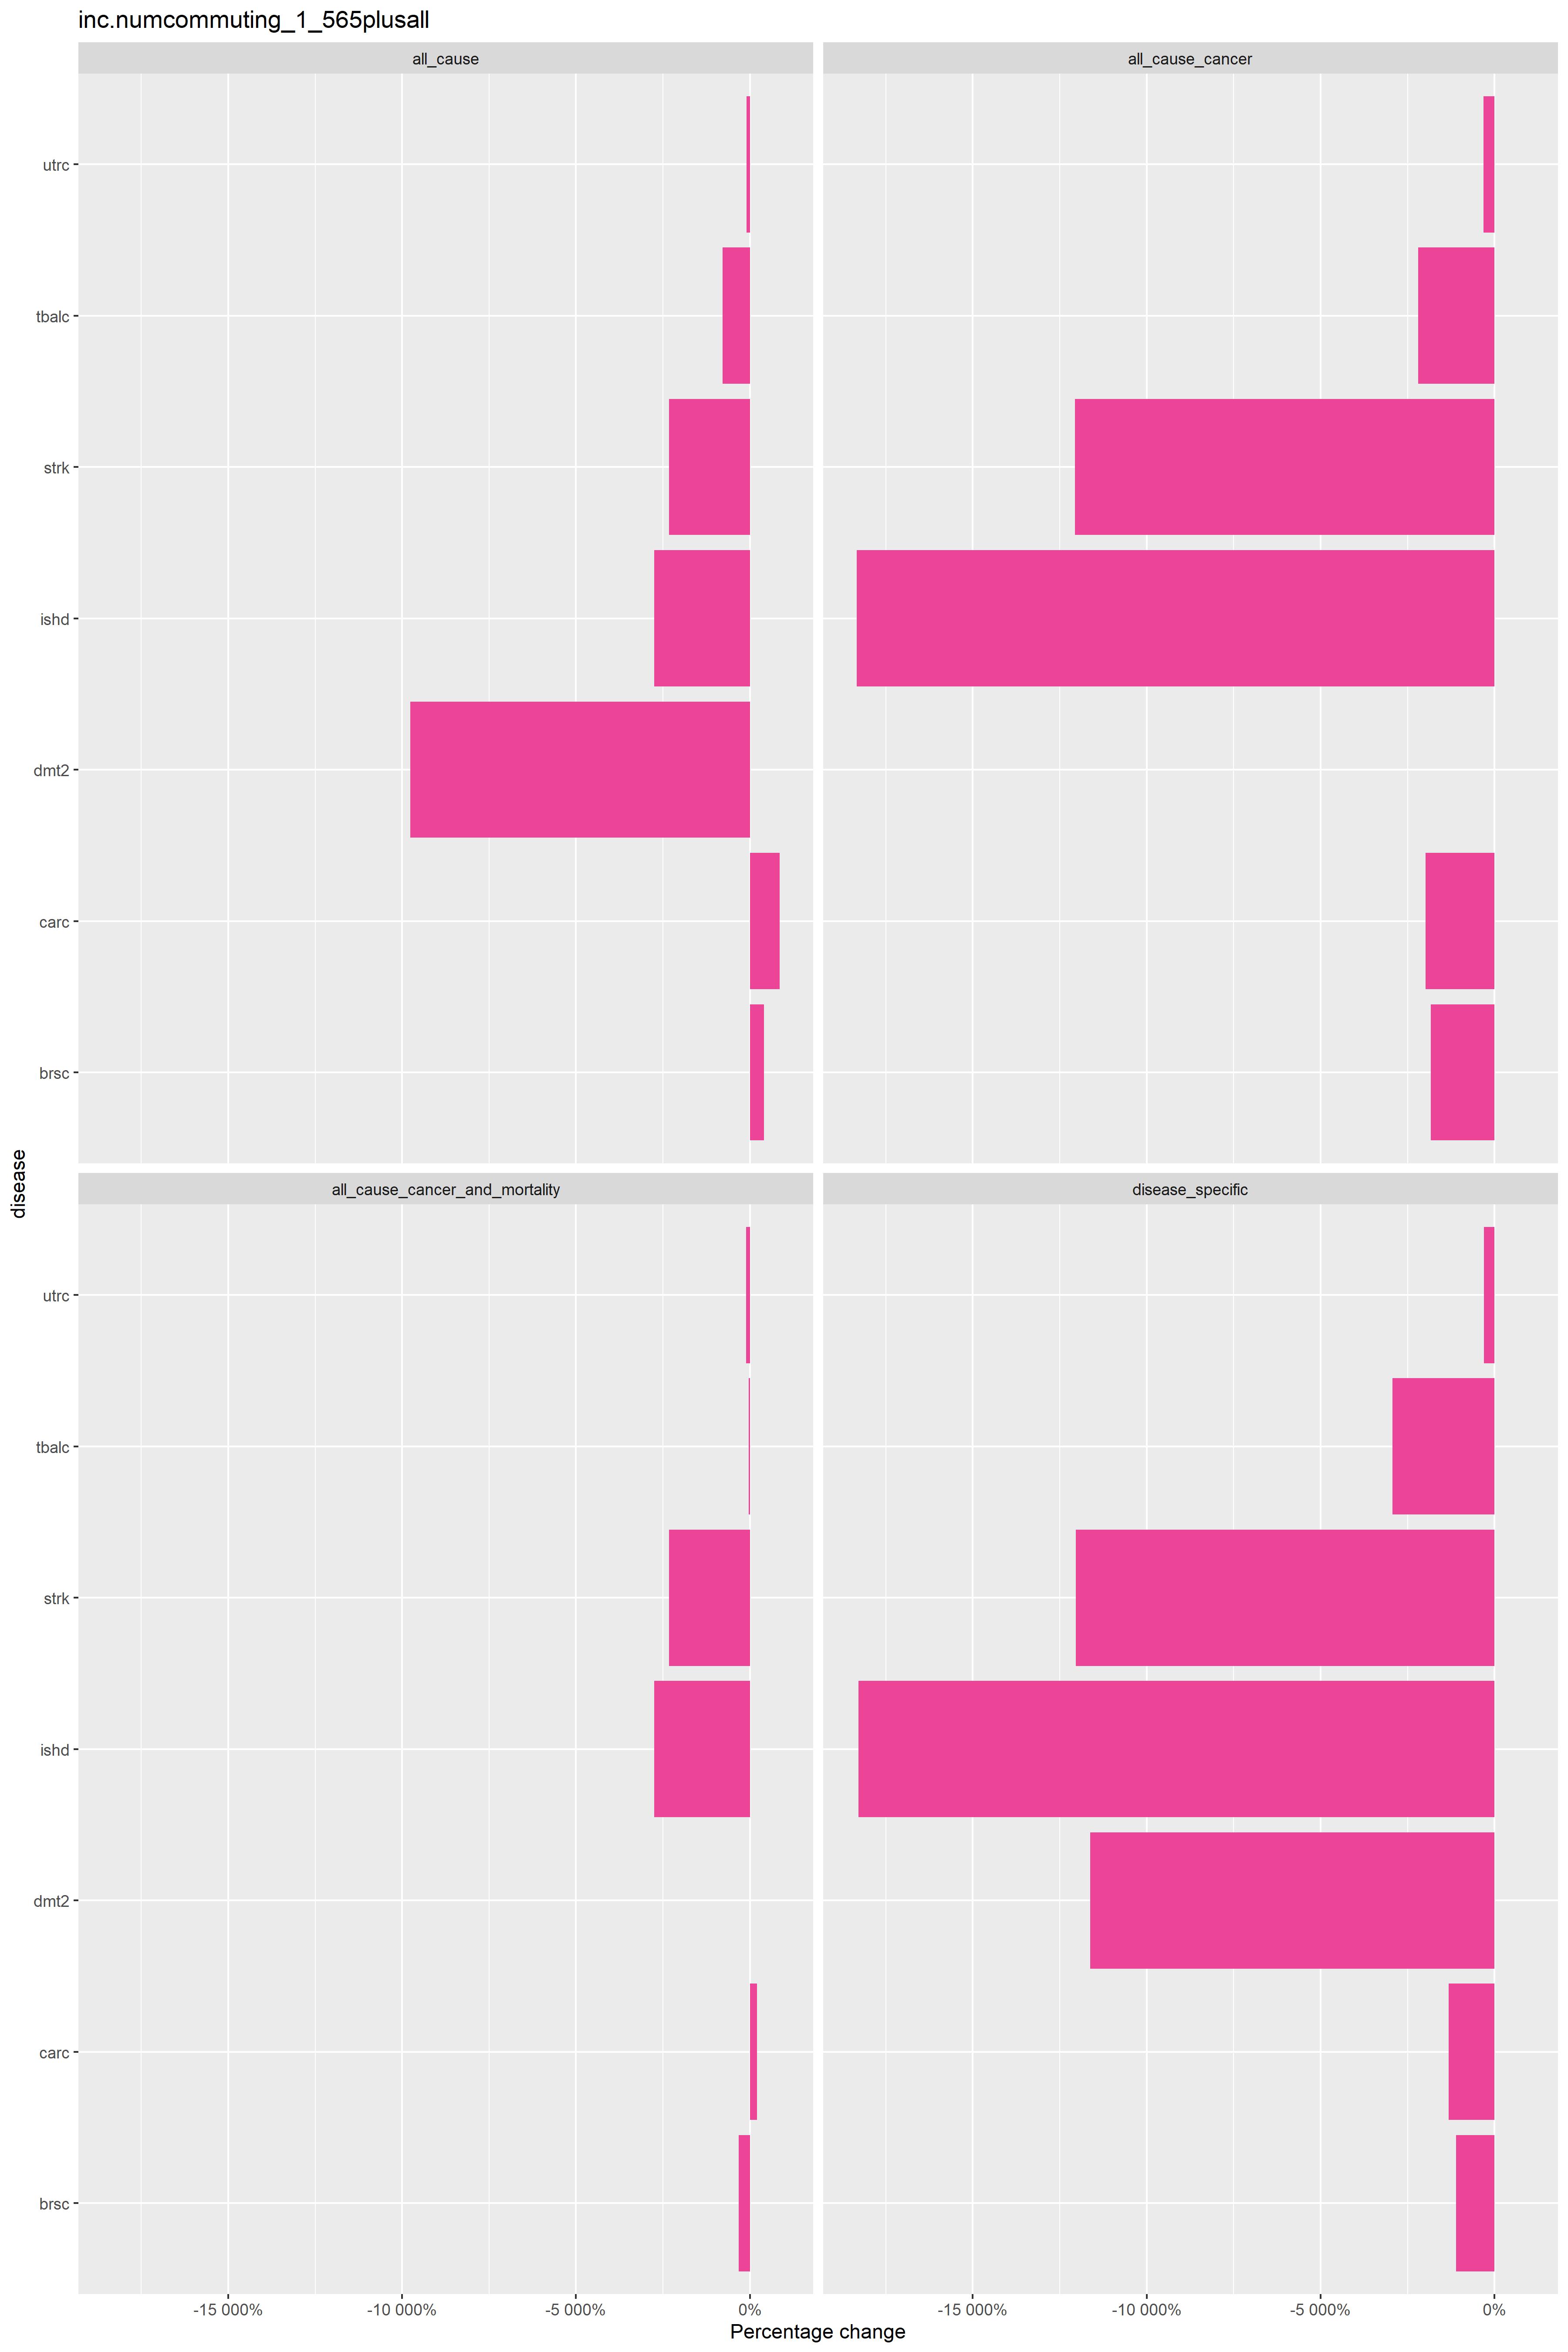 inc.numcommuting_1_565plusall
all_cause
all_cause_cancer
utrc
tbalc
strk
ishd
dmt2
carc
brsc
disease
all_cause_cancer_and_mortality
disease_specific
utrc
tbalc
strk
ishd
dmt2
carc
brsc
-15 000%
-10 000%
-5 000%
0%
-15 000%
-10 000%
-5 000%
0%
Percentage change